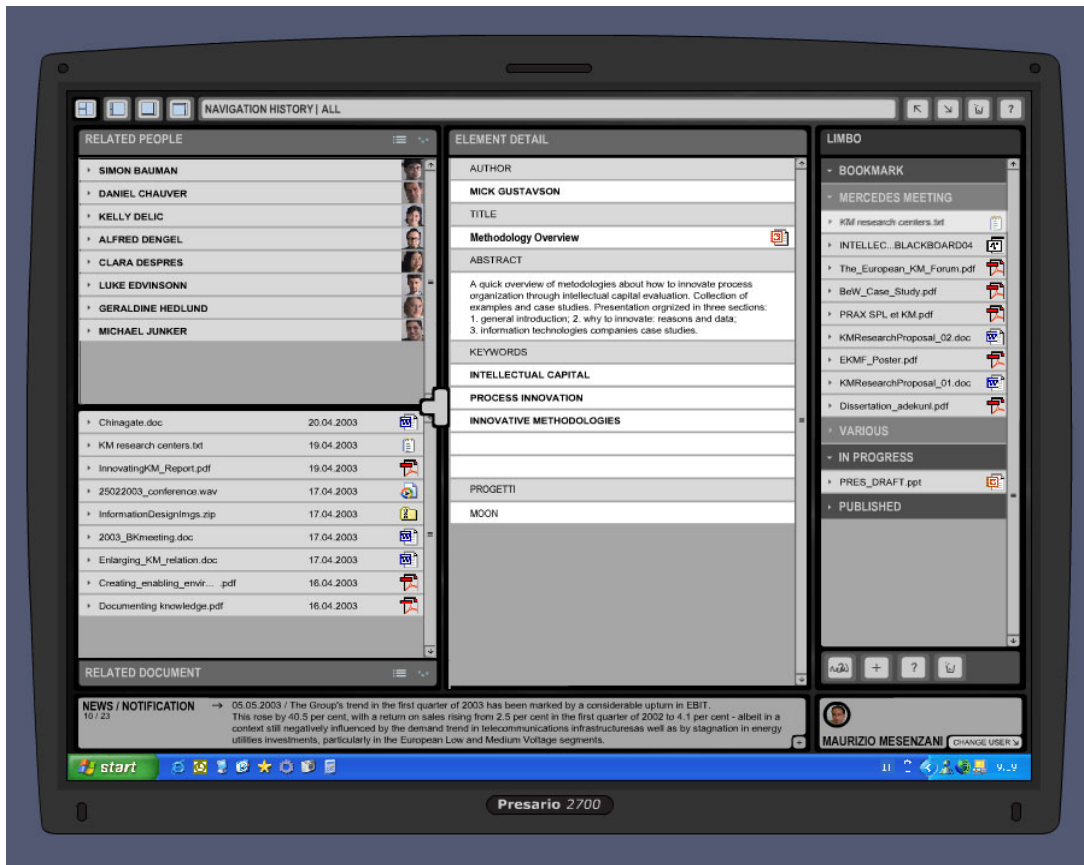 NAVIGATION HISTORY | ALL
?
RELATED PEOPLE
SIMON BAUMAN
DANIEL CHAUVER
KELLY DELIC
ALFRED DENGEL
CLARA DESPRES
LUKE EDVINSONN
GERALDINE HEDLUND
MICHAEL JUNKER
Chinagate.doc 20.04.2003
KM research centers.txt 19.04.2003
InnovatingKM_Report.pdf 19.04.2003
25022003_conference.wav 17.04.2003
InformationDesignImgs.zip 17.04.2003
2003_BKmeeting.doc 17.04.2003
Enlarging_KM_relation.doc 17.04.2003
Creating_enabling_envir... .pdf 16.04.2003
Documenting knowledge.pdf 16.04.2003
RELATED DOCUMENT
ELEMENT DETAIL
AUTHOR
MICK GUSTAVSON
TITLE
Methodology Overview
ABSTRACT
A quick overview of metodologies about how to innovate process
organization through intellectual capital evaluation. Collection of
examples and case studies. Presentation orgnized in three sections:
1. general introduction; 2. why to innovate: reasons and data;
3. information technologies companies case studies.
KEYWORDS
INTELLECTUAL CAPITAL
PROCESS INNOVATION
INNOVATIVE METHODOLOGIES
PROGETTI
MOON
LIMBO
BOOKMARK
MERCEDES MEETING
KM research centers.txt
INTELLEC...BLACKBOARD04
The_European_KM_Forum.pdf
BeW_Case_Study.pdf
PRAX SPL et KM.pdf
KMResearchProposal_02.doc
EKMF_Poster.pdf
KMResearchProposal_01.doc
Dissertation_adekunl.pdf
VARIOUS
IN PROGRESS
PRES_DRAFT.ppt
PUBLISHED
+ ?
NEWS / NOTIFICATION → 05.05.2003 / The Group's trend in the first quarter of 2003 has been marked by a considerable upturn in EBIT.
10 / 23
This rose by 40.5 per cent, with a return on sales rising from 2.5 per cent in the first quarter of 2002 to 4.1 per cent - albeit in a
context still negatively influenced by the demand trend in telecommunications infrastructuresas well as by stagnation in energy
utilities investments, particularly in the European Low and Medium Voltage segments.
MAURIZIO MESENZANI CHANGE USER
start
Presario 2700